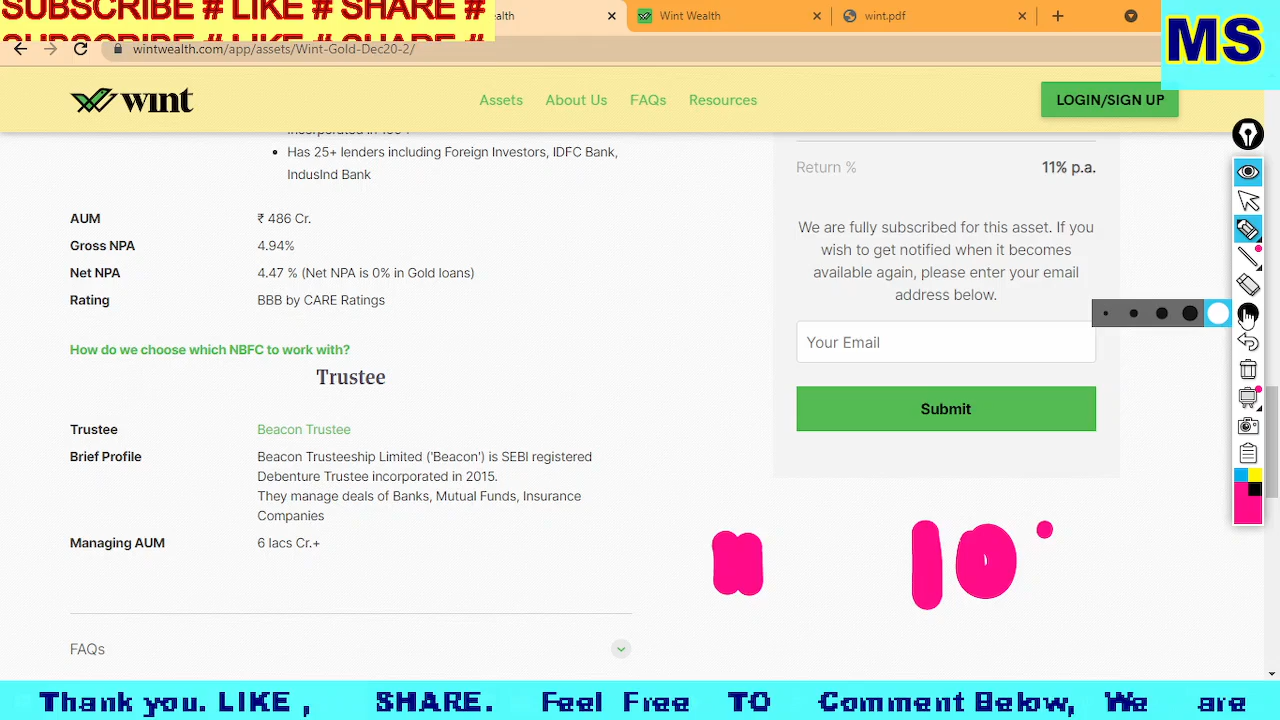 SUBSCRIBE # LIKE # SHARE #
ealth
Wint Wealth
wint.pdf
MS
wintwealth.com/app/assets/Wint-Gold-Dec20-2/
wint
Assets
About Us
FAQs
Resources
LOGIN/SIGN UP
• Has 25+ lenders including Foreign Investors, IDFC Bank,
IndusInd Bank
AUM ₹ 486 Cr.
Gross NPA 4.94%
Net NPA 4.47 % (Net NPA is 0% in Gold loans)
Rating BBB by CARE Ratings
How do we choose which NBFC to work with?
Trustee
Trustee Beacon Trustee
Brief Profile Beacon Trusteeship Limited ('Beacon') is SEBI registered
Debenture Trustee incorporated in 2015.
They manage deals of Banks, Mutual Funds, Insurance
Companies
Managing AUM 6 lacs Cr.+
FAQs
Return % 11% p.a.
We are fully subscribed for this asset. If you
wish to get notified when it becomes
available again, please enter your email
address below.
Your Email
Submit
10
Thank you. LIKE , SHARE. Feel Free TO Comment Below, We are